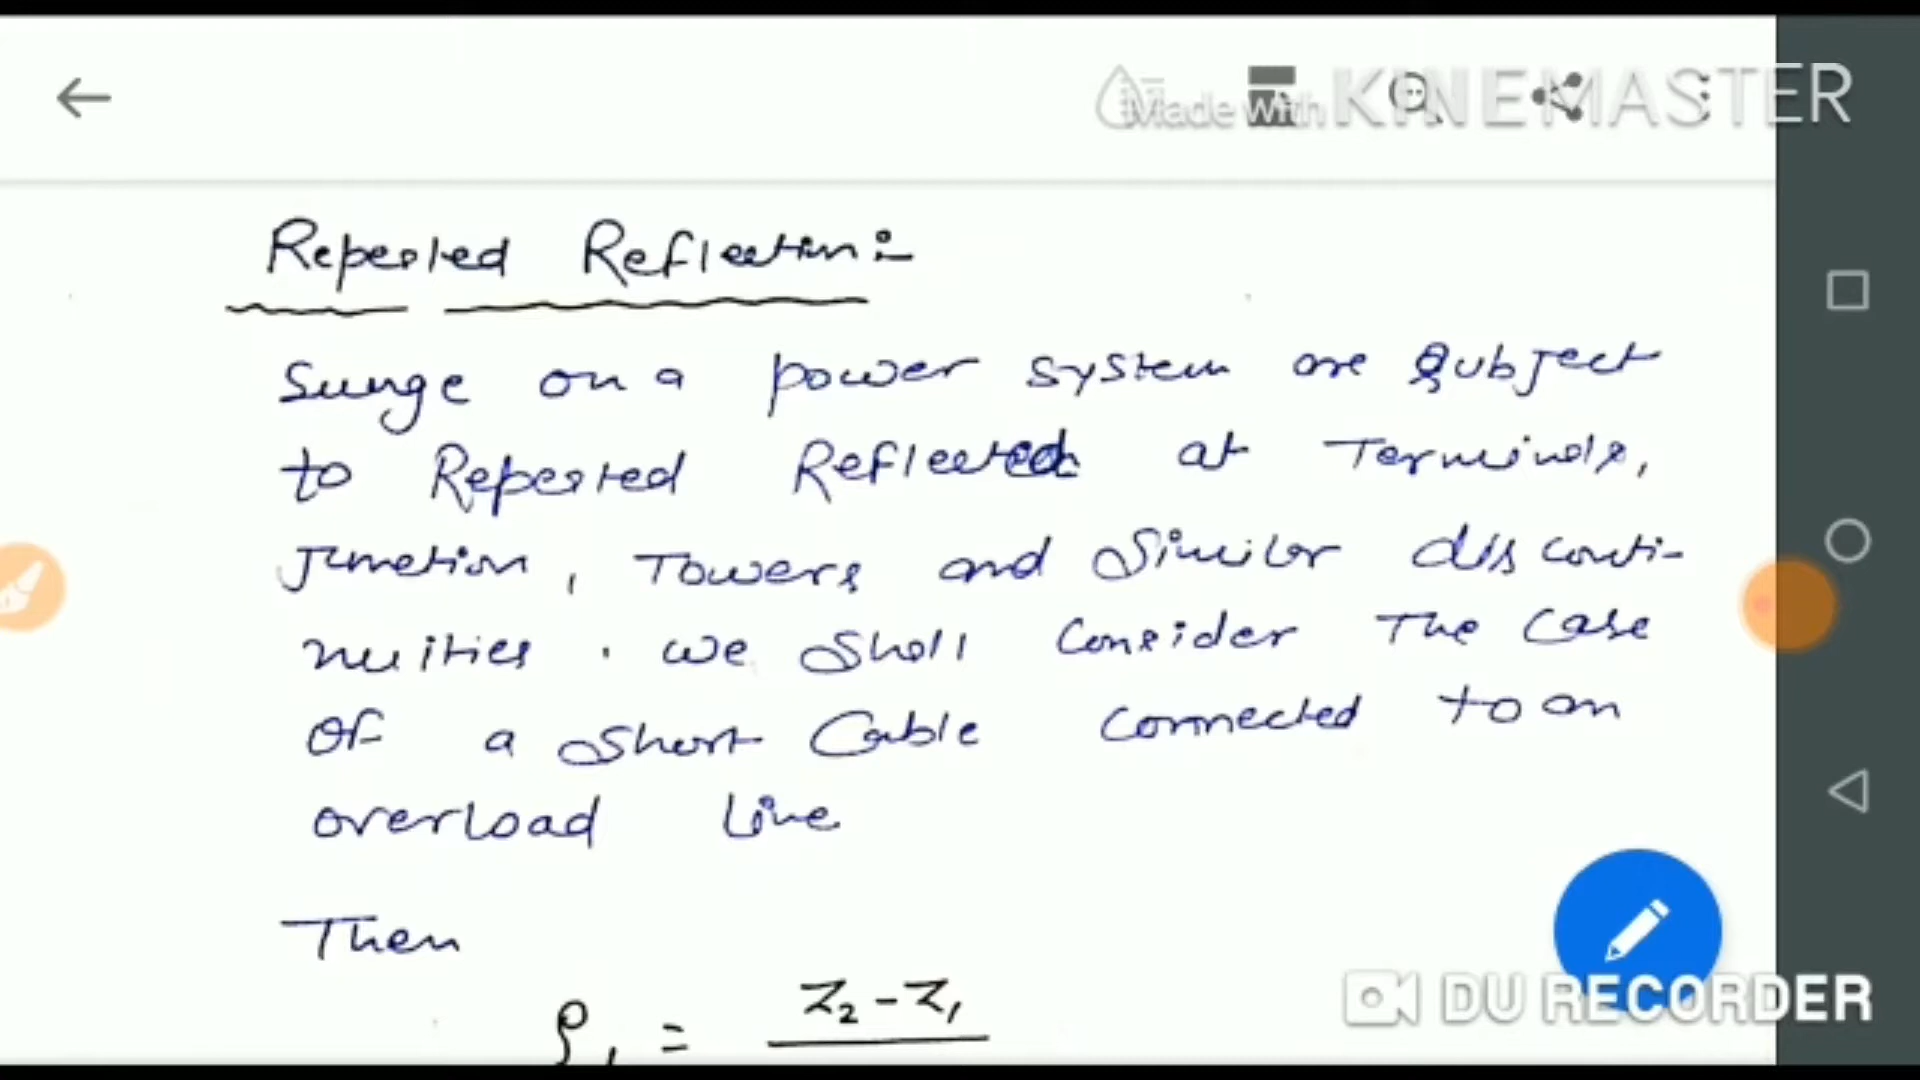 Made with KINEMASTER
Repeated Reflection:-
Surge on a power system are subject
to Repeated Reflected at Terminals,
Junction, Towers and Similar disconti-
nuities. we Shall Consider The Case
Of a Short Cable Connected to an
overload Line
Then
ρ₁ = Z₂ - Z₁
DU RECORDER